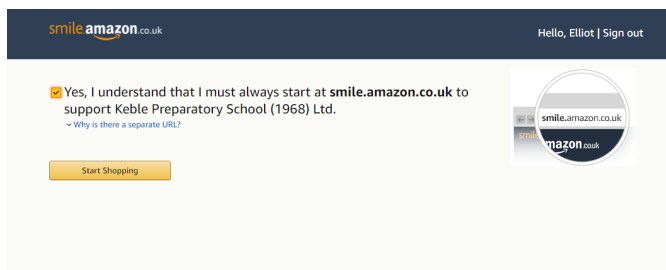 smile.amazon.co.uk
Hello, Elliot | Sign out
Yes, I understand that I must always start at smile.amazon.co.uk to
support Keble Preparatory School (1968) Ltd.
Why is there a separate URL?
Start Shopping
smile.amazon.co.uk
smile
mazon.co.uk